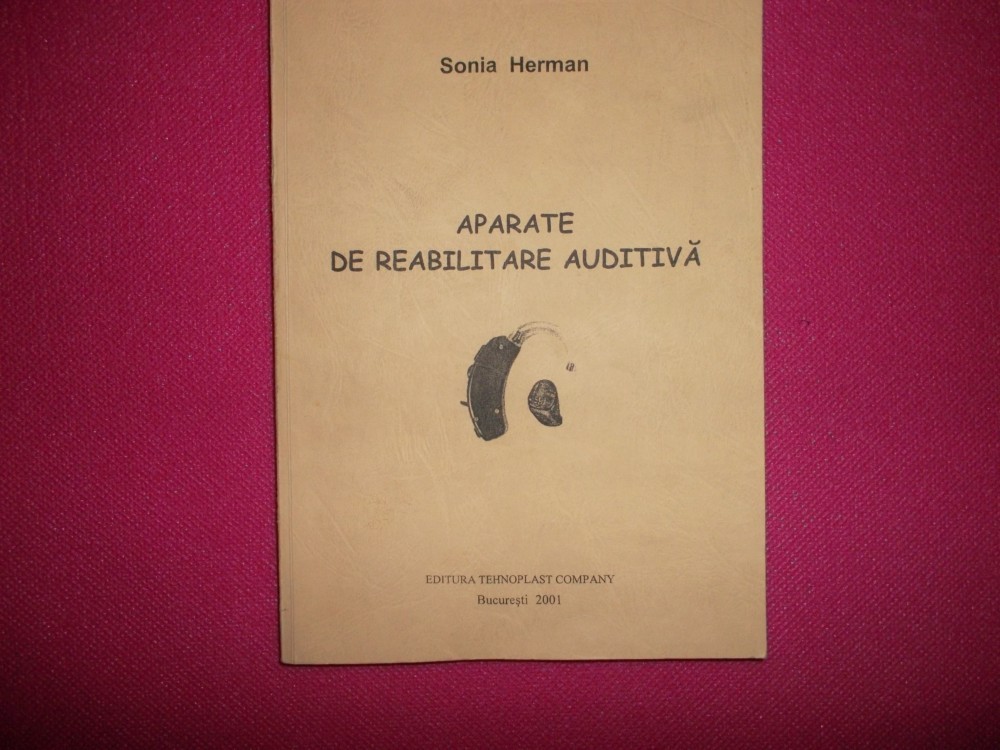 Sonia Herman
APARATE
DE REABILITARE AUDITIVĂ
EDITURA TEHNOPLAST COMPANY
București 2001